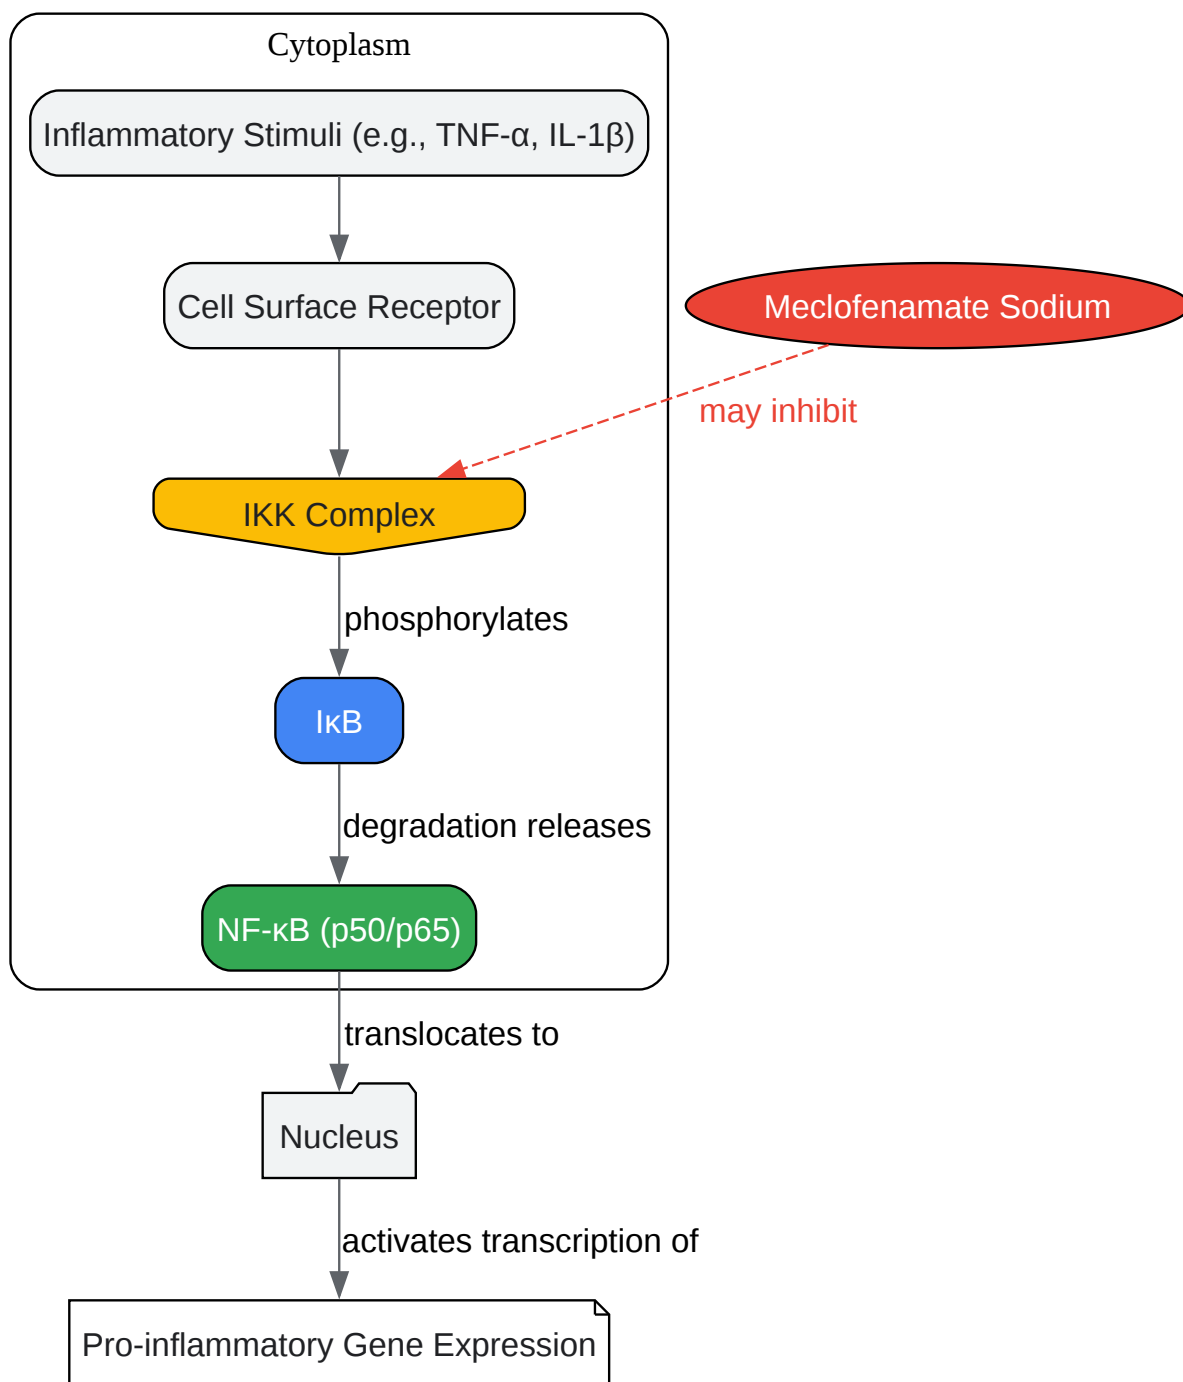 Cytoplasm
Inflammatory Stimuli (e.g., TNF-α, IL-1β)
Cell Surface Receptor
Meclofenamate Sodium
may inhibit
IKK Complex
phosphorylates
IκB
degradation releases
NF-κB (p50/p65)
translocates to
Nucleus
activates transcription of
Pro-inflammatory Gene Expression